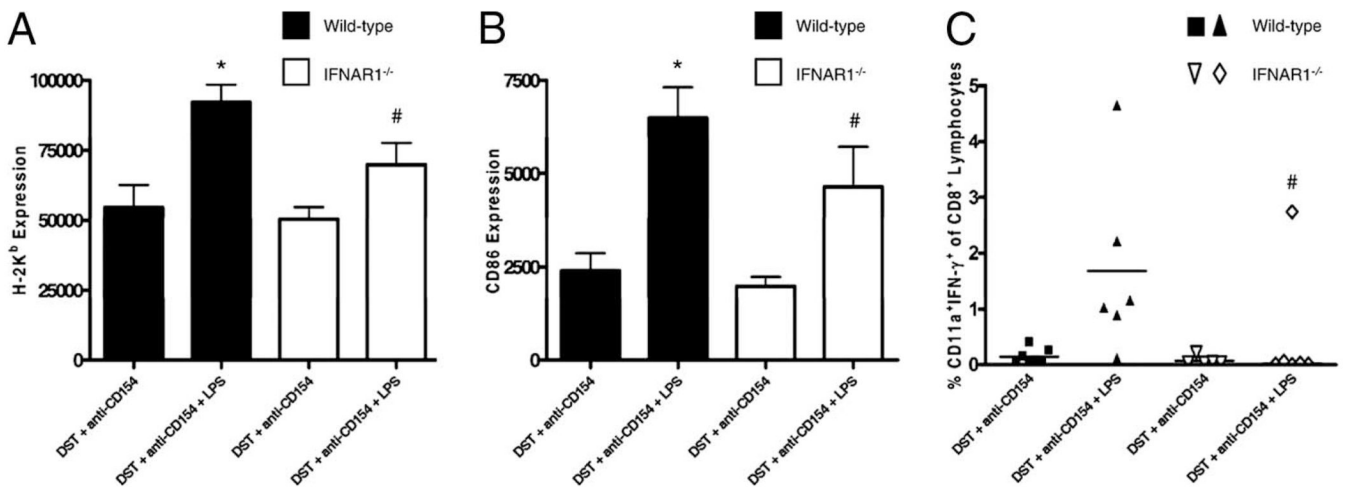 A
Wild-type
IFNAR1-/-
H-2Kᵇ Expression
100000
75000
50000
25000
0
*
#
DST + anti-CD154
DST + anti-CD154 + LPS
DST + anti-CD154
DST + anti-CD154 + LPS
B
Wild-type
IFNAR1-/-
CD86 Expression
7500
5000
2500
0
*
#
DST + anti-CD154
DST + anti-CD154 + LPS
DST + anti-CD154
DST + anti-CD154 + LPS
C
Wild-type
IFNAR1-/-
% CD11a⁺IFN-γ⁺ of CD8⁺ Lymphocytes
5
4
3
2
1
0
#
DST + anti-CD154
DST + anti-CD154 + LPS
DST + anti-CD154
DST + anti-CD154 + LPS